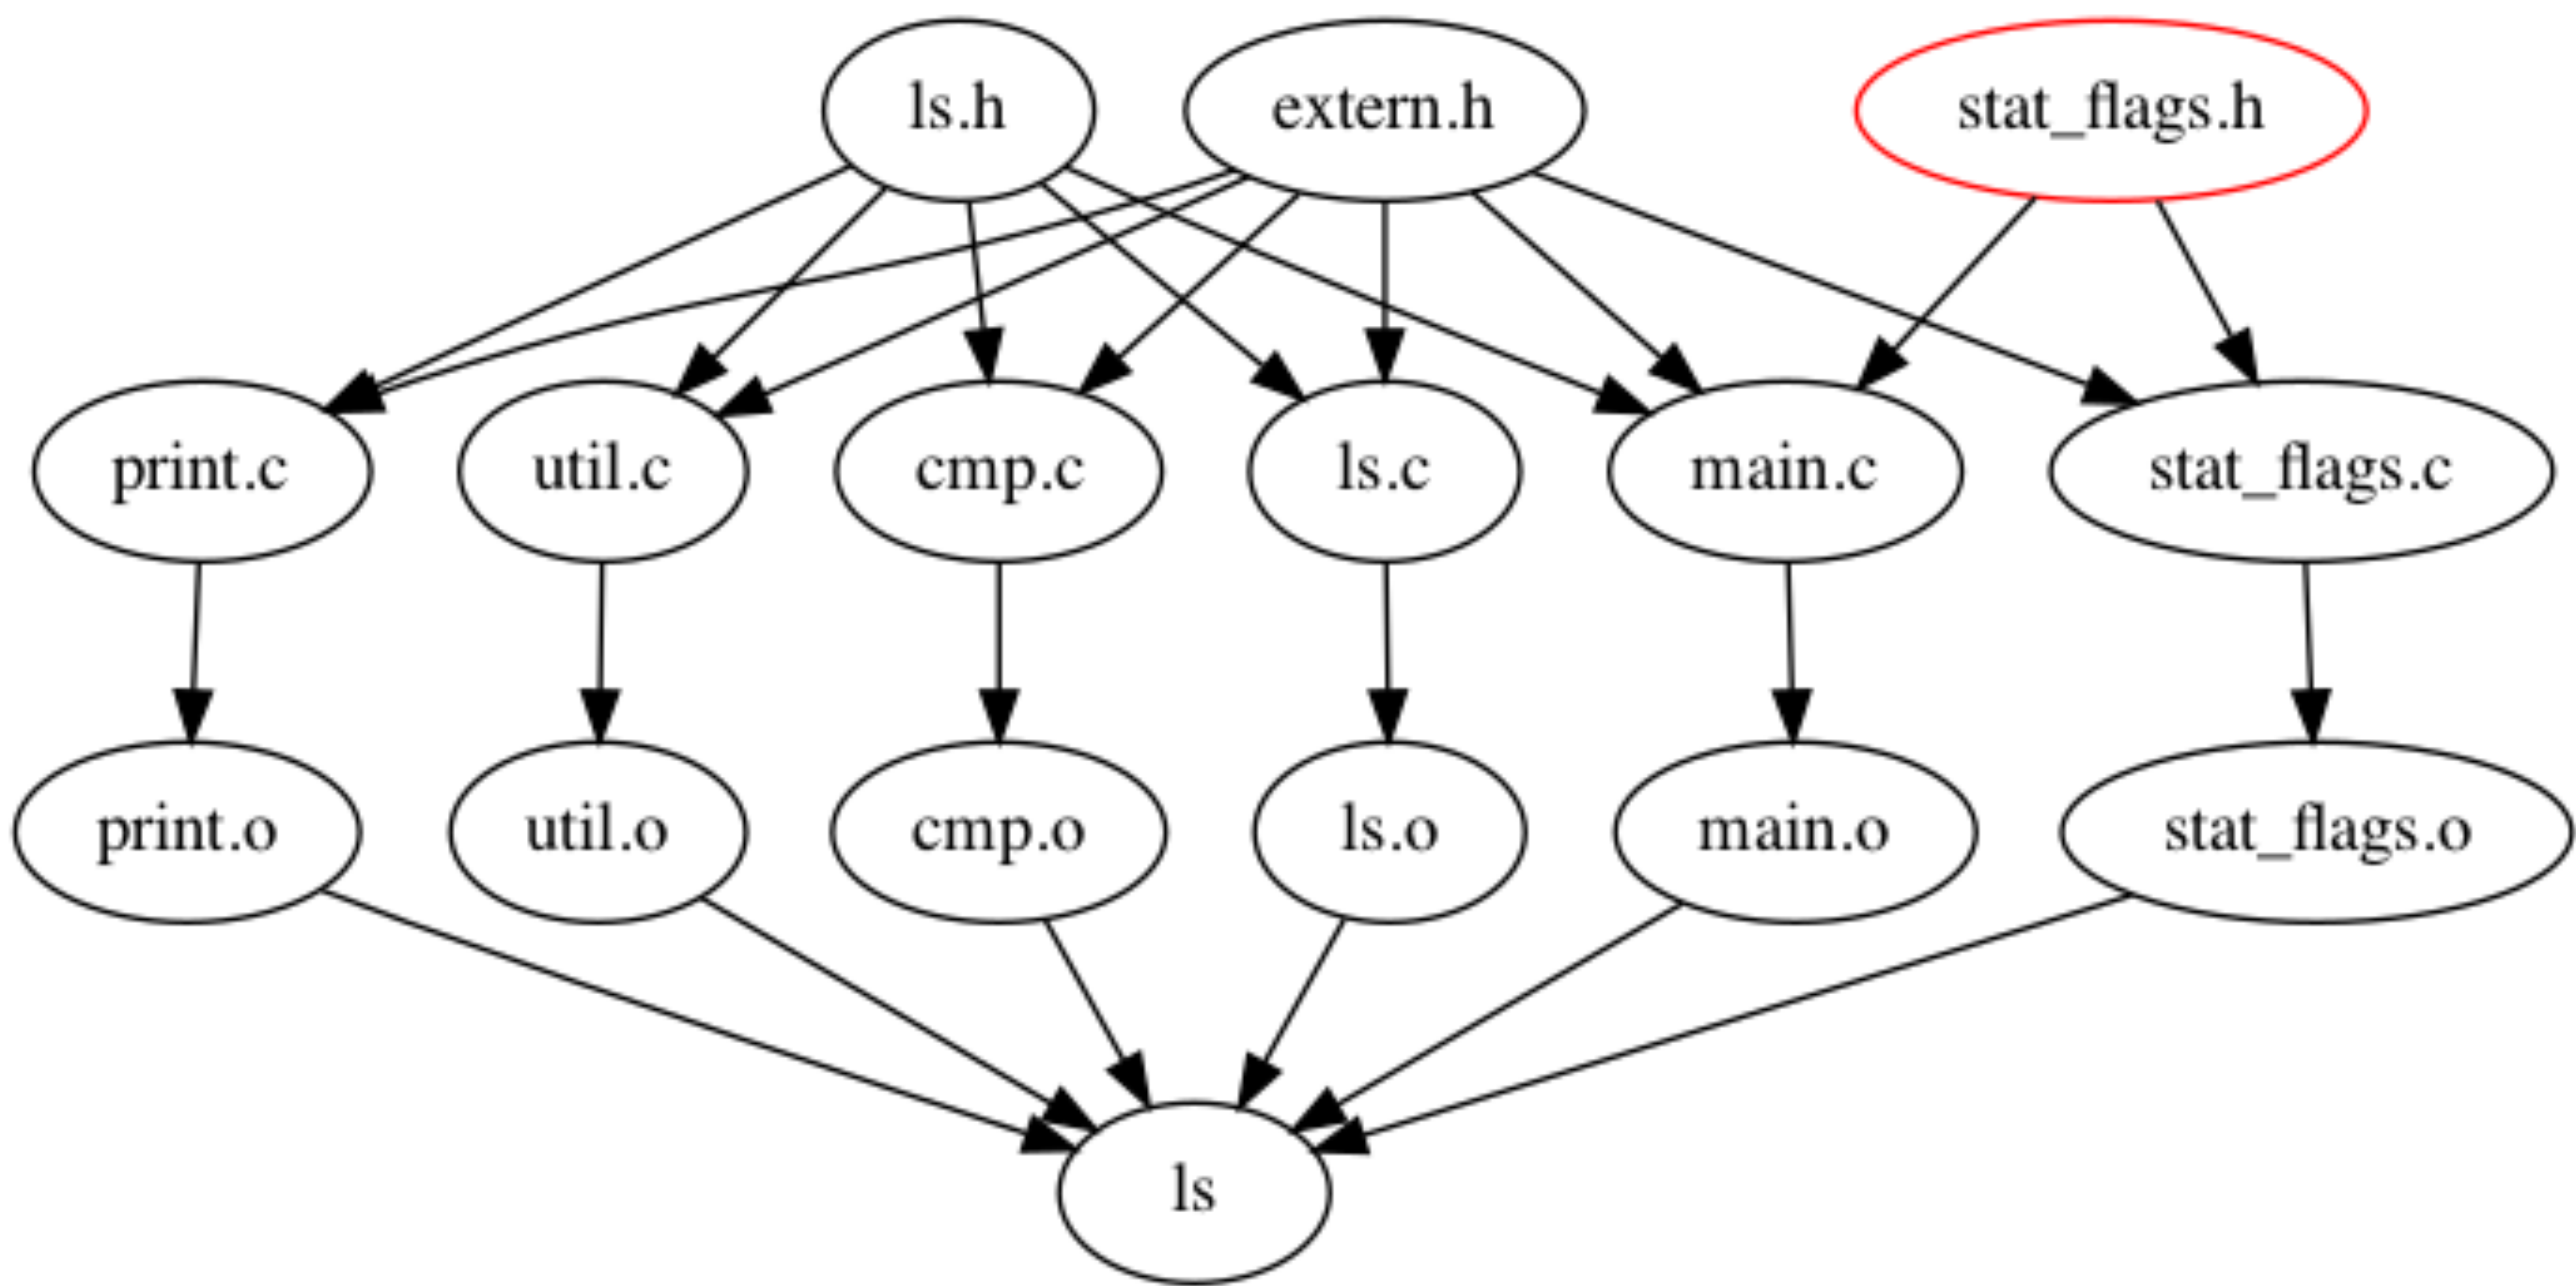 ls.h
extern.h
stat_flags.h
print.c
util.c
cmp.c
ls.c
main.c
stat_flags.c
print.o
util.o
cmp.o
ls.o
main.o
stat_flags.o
ls